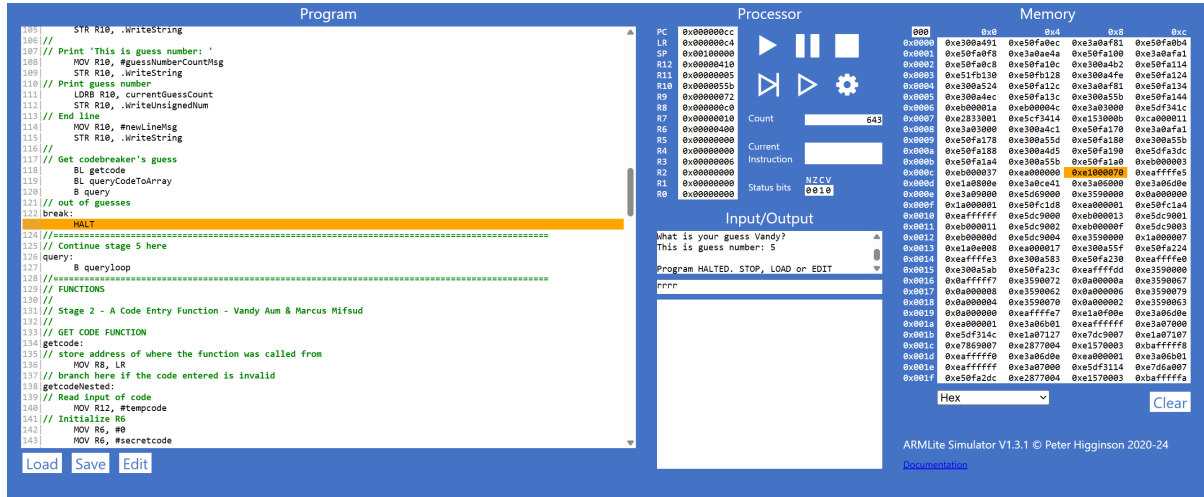 Program
105| STR R10, .WriteString
106|//
107|// Print 'This is guess number: '
108| MOV R10, #guessNumberCountMsg
109| STR R10, .WriteString
110|// Print guess number
111| LDRB R10, currentGuessCount
112| STR R10, .WriteUnsignedNum
113|// End line
114| MOV R10, #newLineMsg
115| STR R10, .WriteString
116|//
117|// Get codebreaker's guess
118| BL getcode
119| BL queryCodeToArray
120| B query
121|// out of guesses
122|break:
HALT
124|//==============================================================================
125|// Continue stage 5 here
126|query:
127| B queryloop
128|//==============================================================================
129|// FUNCTIONS
130|//
131|// Stage 2 - A Code Entry Function - Vandy Aum & Marcus Mifsud
132|//
133|// GET CODE FUNCTION
134|getcode:
135|// store address of where the function was called from
136| MOV R8, LR
137|// branch here if the code entered is invalid
138|getcodeNested:
139|// Read input of code
140| MOV R12, #tempcode
141|// Initialize R6
142| MOV R6, #0
143| MOV R6, #secretcode
Load Save Edit
Processor
PC 0x000000cc
LR 0x000000c4
SP 0x00100000
R12 0x00000410
R11 0x00000005
R10 0x0000055b
R9 0x00000072
R8 0x000000c0
R7 0x00000010
R6 0x00000400
R5 0x00000000
R4 0x00000000
R3 0x00000006
R2 0x00000000
R1 0x00000000
R0 0x00000000
Count 643
Current
Instruction
Status bits
NZCV
0010
Input/Output
What is your guess Vandy?
This is guess number: 5
Program HALTED. STOP, LOAD or EDIT
rrrr
Memory
000 0x0 0x4 0x8 0xc
0x0000 0xe300a491 0xe50fa0ec 0xe3a0af81 0xe50fa0b4
0x0001 0xe50fa0f8 0xe3a0ae4a 0xe50fa100 0xe3a0afa1
0x0002 0xe50fa0c8 0xe50fa10c 0xe300a4b2 0xe50fa114
0x0003 0xe51fb130 0xe50fb128 0xe300a4fe 0xe50fa124
0x0004 0xe300a524 0xe50fa12c 0xe3a0af81 0xe50fa134
0x0005 0xe300a4ec 0xe50fa13c 0xe300a55b 0xe50fa144
0x0006 0xeb00001a 0xeb00004c 0xe3a03000 0xe5df341c
0x0007 0xe2833001 0xe5cf3414 0xe153000b 0xca000011
0x0008 0xe3a03000 0xe300a4c1 0xe50fa170 0xe3a0afa1
0x0009 0xe50fa178 0xe300a55d 0xe50fa180 0xe300a55b
0x000a 0xe50fa188 0xe300a4d5 0xe50fa190 0xe5dfa3dc
0x000b 0xe50fa1a4 0xe300a55b 0xe50fa1a0 0xeb000003
0x000c 0xeb000037 0xea000000 0xe1000070 0xeaffffe5
0x000d 0xe1a0800e 0xe3a0ce41 0xe3a06000 0xe3a06d0e
0x000e 0xe3a09000 0xe5d69000 0xe3590000 0x0a000000
0x000f 0x1a000001 0xe50fc1d8 0xea000001 0xe50fc1c4
0x0010 0xeaffffff 0xe5dc9000 0xeb000013 0xe5dc9001
0x0011 0xeb000011 0xe5dc9002 0xeb00000f 0xe5dc9003
0x0012 0xeb00000d 0xe5dc9004 0xe3590000 0x1a000007
0x0013 0xe1a0e008 0xea000017 0xe300a55f 0xe50fa224
0x0014 0xeaffffe3 0xe300a583 0xe50fa230 0xeaffffe0
0x0015 0xe300a5ab 0xe50fa23c 0xeaffffdd 0xe3590000
0x0016 0x0afffff7 0xe3590072 0x0a00000a 0xe3590067
0x0017 0x0a000008 0xe3590062 0x0a000006 0xe3590079
0x0018 0x0a000004 0xe3590070 0x0a000002 0xe3590063
0x0019 0x0a000000 0xeaffffe7 0xe1a0f00e 0xe3a06d0e
0x001a 0xea000001 0xe3a06b01 0xeaffffff 0xe3a07000
0x001b 0xe5df314c 0xe1a07127 0xe7dc9007 0xe1a07107
0x001c 0xe7869007 0xe2877004 0xe1570003 0xbafffff8
0x001d 0xeafffff0 0xe3a06d0e 0xea000001 0xe3a06b01
0x001e 0xeaffffff 0xe3a07000 0xe5df3114 0xe7d6a007
0x001f 0xe50fa2dc 0xe2877004 0xe1570003 0xbafffffa
Hex
Clear
ARMLite Simulator V1.3.1 © Peter Higginson 2020-24
Documentation